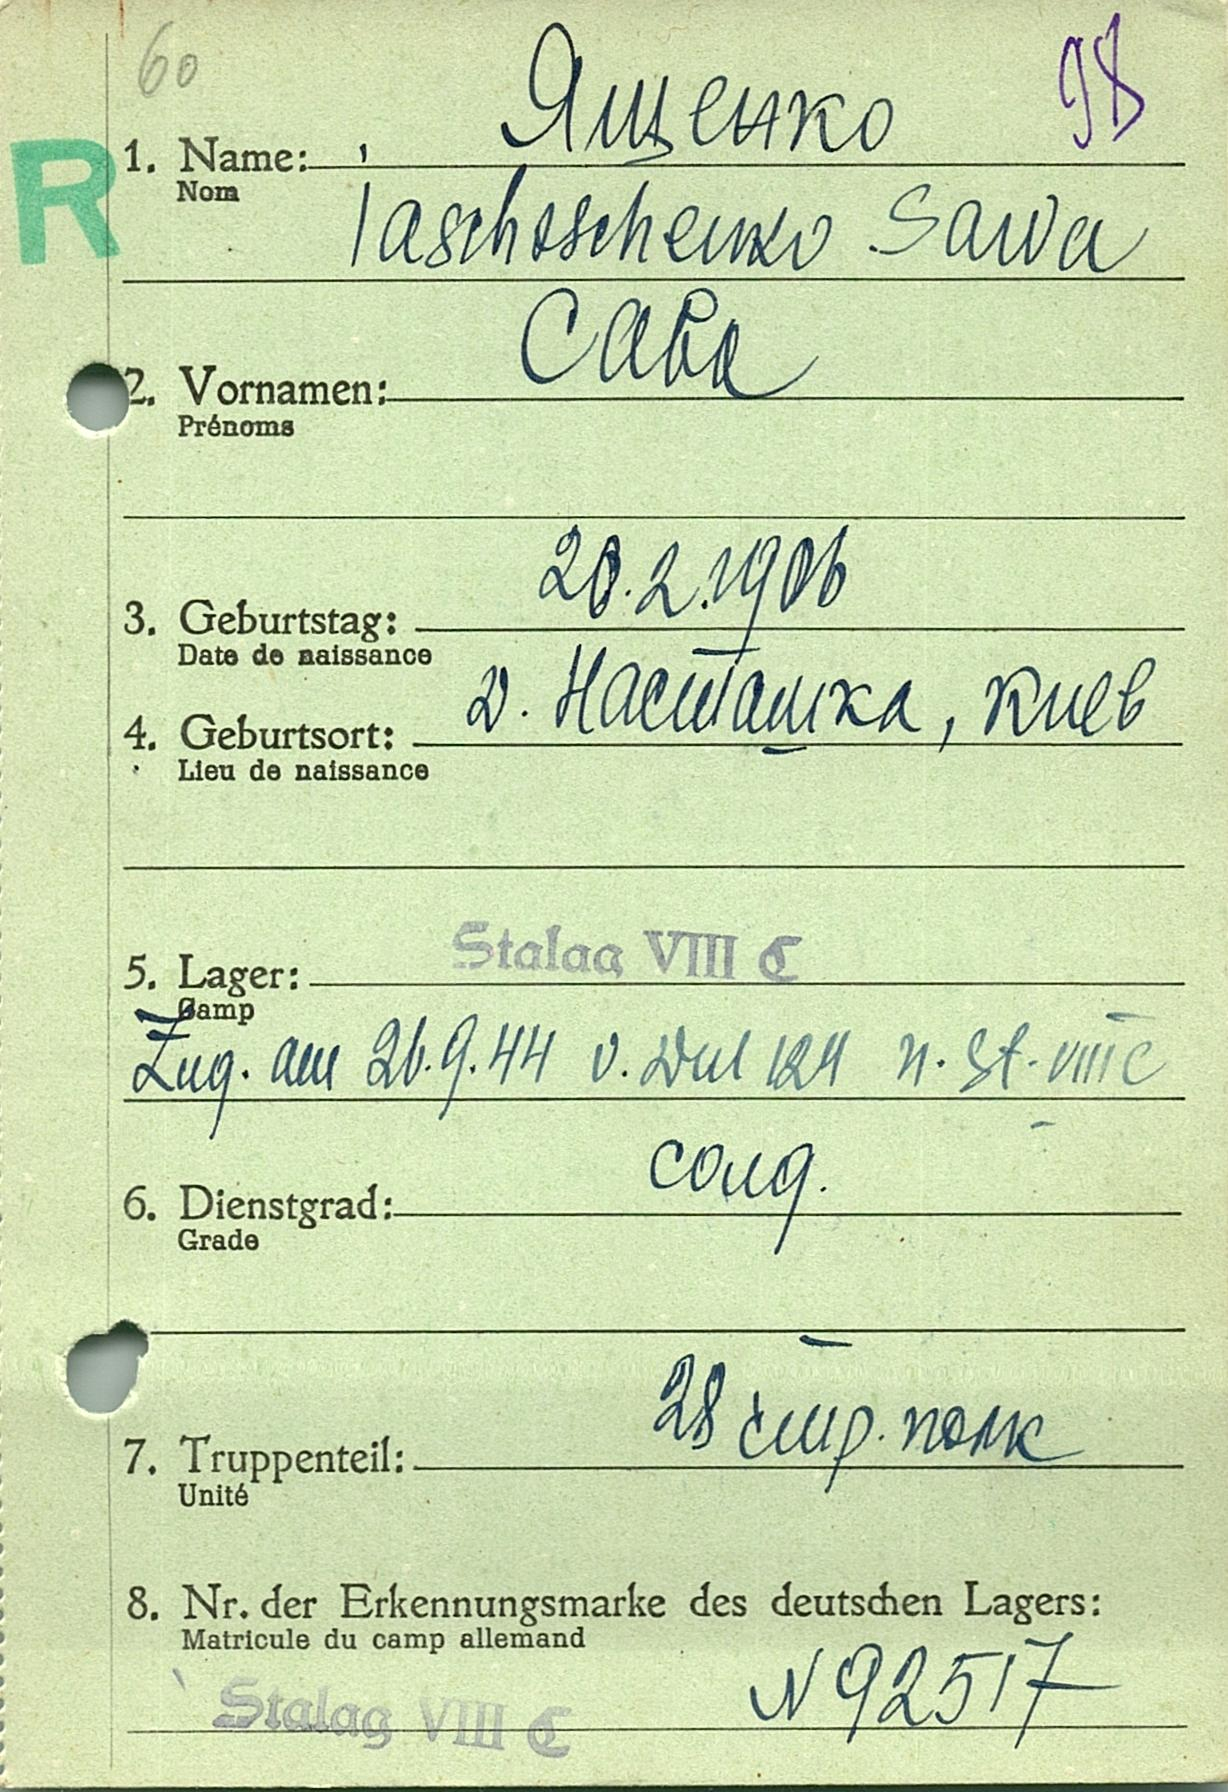 60
98
R
Ященко
1. Name:
Nom
Iaschtschenko Sawa
Сава
2. Vornamen:
Prénoms
20.2.1906
3. Geburtstag:
Date de naissance
д. Насташка, Киев
4. Geburtsort:
Lieu de naissance
Stalag VIII C
5. Lager:
Camp
Zug. am 26.9.44 v. Dul 124 n. St. VIIIC
солд.
6. Dienstgrad:
Grade
28 стр. полк
7. Truppenteil:
Unité
8. Nr. der Erkennungsmarke des deutschen Lagers:
Matricule du camp allemand
N 92517
Stalag VIII C